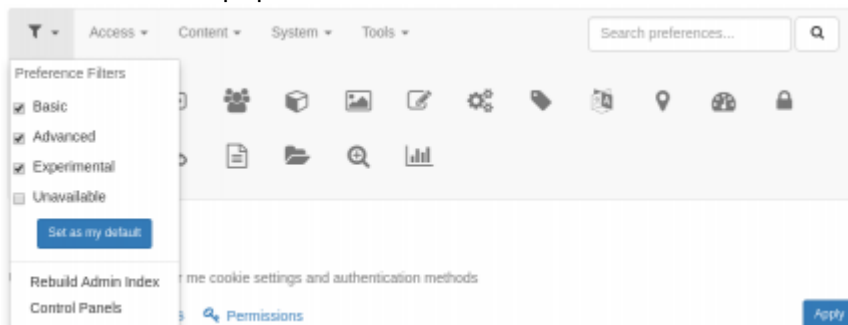 Access Content System Tools Search preferences...
Preference Filters
Basic
Advanced
Experimental
Unavailable
Set as my default
Rebuild Admin Index
me cookie settings and authentication methods
Control Panels
Permissions
Apply